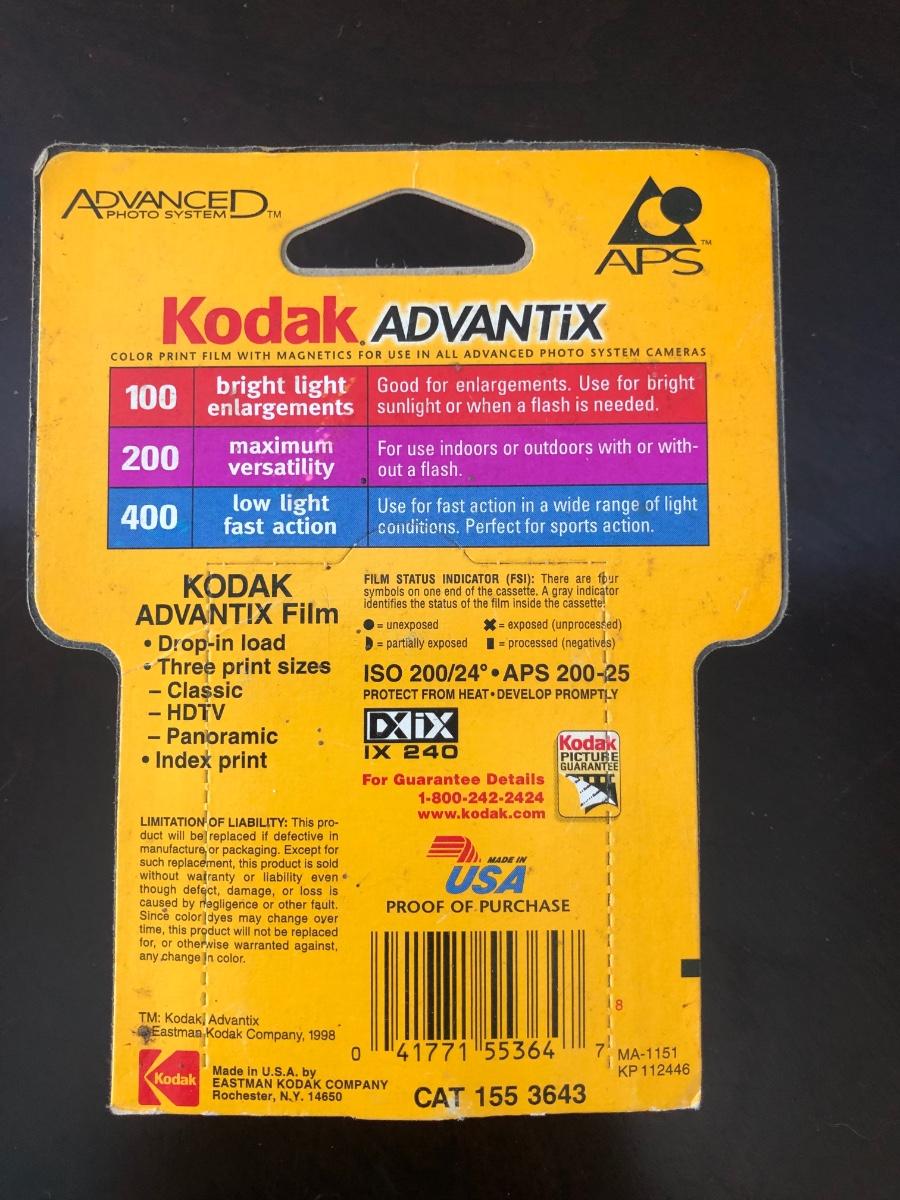 ADVANCED
PHOTO SYSTEM™
APS™
Kodak ADVANTiX
COLOR PRINT FILM WITH MAGNETICS FOR USE IN ALL ADVANCED PHOTO SYSTEM CAMERAS
100 bright light enlargements Good for enlargements. Use for bright sunlight or when a flash is needed.
200 maximum versatility For use indoors or outdoors with or with-
out a flash.
400 low light fast action Use for fast action in a wide range of light conditions. Perfect for sports action.
KODAK
ADVANTIX Film
• Drop-in load
• Three print sizes
– Classic
– HDTV
– Panoramic
• Index print
FILM STATUS INDICATOR (FSI): There are four
symbols on one end of the cassette. A gray indicator
identifies the status of the film inside the cassette.
= unexposed = exposed (unprocessed)
= partially exposed = processed (negatives)
ISO 200/24° • APS 200-25
PROTECT FROM HEAT • DEVELOP PROMPTLY
DXiX
IX 240
Kodak
PICTURE
GUARANTEE
For Guarantee Details
1-800-242-2424
www.kodak.com
LIMITATION OF LIABILITY: This pro-
duct will be replaced if defective in
manufacture or packaging. Except for
such replacement, this product is sold
without warranty or liability even
though defect, damage, or loss is
caused by negligence or other fault.
Since color dyes may change over
time, this product will not be replaced
for, or otherwise warranted against,
any change in color.
MADE IN
USA
PROOF OF PURCHASE
8
0 41771 55364 7
MA-1151
KP 112446
TM: Kodak, Advantix
© Eastman Kodak Company, 1998
Kodak
Made in U.S.A. by
EASTMAN KODAK COMPANY
Rochester, N.Y. 14650
CAT 155 3643